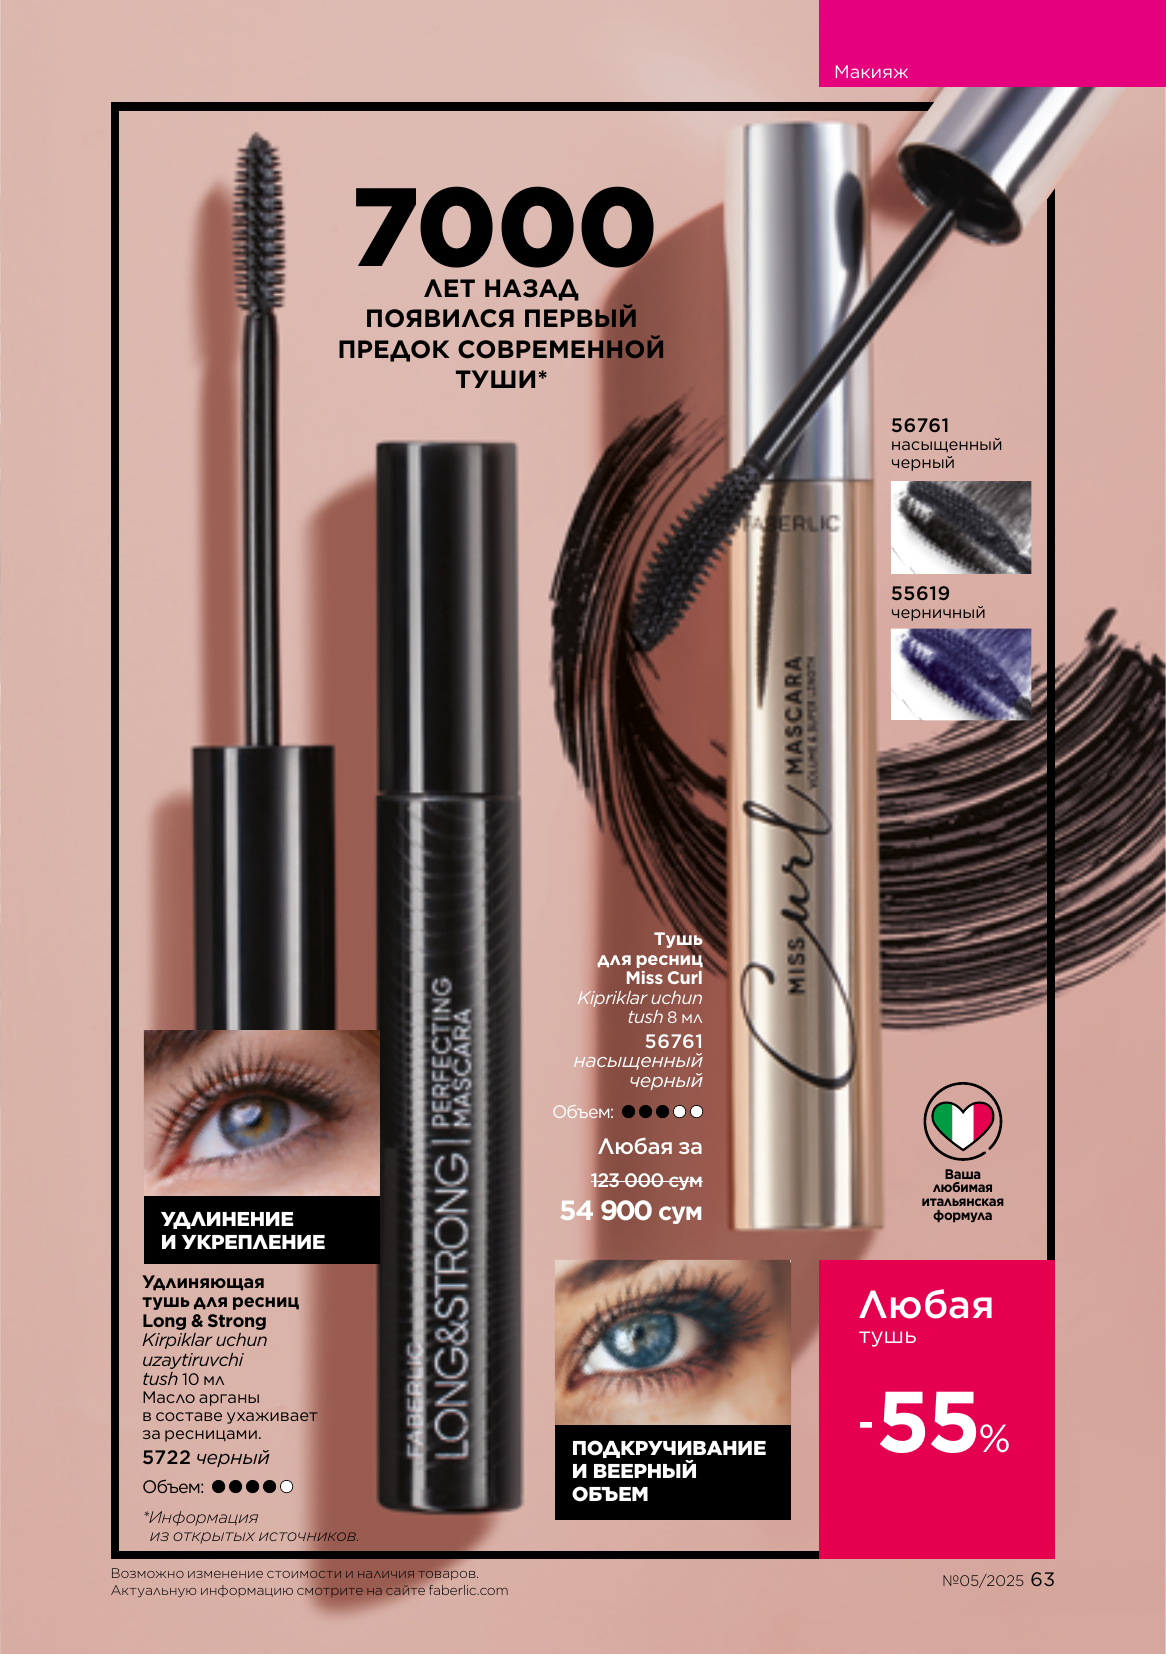 Макияж
7000
ЛЕТ НАЗАД
ПОЯВИЛСЯ ПЕРВЫЙ
ПРЕДОК СОВРЕМЕННОЙ
ТУШИ*
56761
насыщенный
черный
55619
черничный
FABERLIC
MISS Curl MASCARA
VOLUME & SUPER LENGTH
Тушь
для ресниц
Miss Curl
Kipriklar uchun
tush 8 мл
56761
насыщенный
черный
Объем:
Любая за
123 000 сум
54 900 сум
FABERLIC
LONG&STRONG | PERFECTING
MASCARA
УДЛИНЕНИЕ
И УКРЕПЛЕНИЕ
Удлиняющая
тушь для ресниц
Long & Strong
Kirpiklar uchun
uzaytiruvchi
tush 10 мл
Масло арганы
в составе ухаживает
за ресницами.
5722 черный
Объем:
*Информация
из открытых источников.
ПОДКРУЧИВАНИЕ
И ВЕЕРНЫЙ
ОБЪЕМ
Ваша
любимая
итальянская
формула
Любая
тушь
-55%
Возможно изменение стоимости и наличия товаров.
Актуальную информацию смотрите на сайте faberlic.com
№05/2025 63